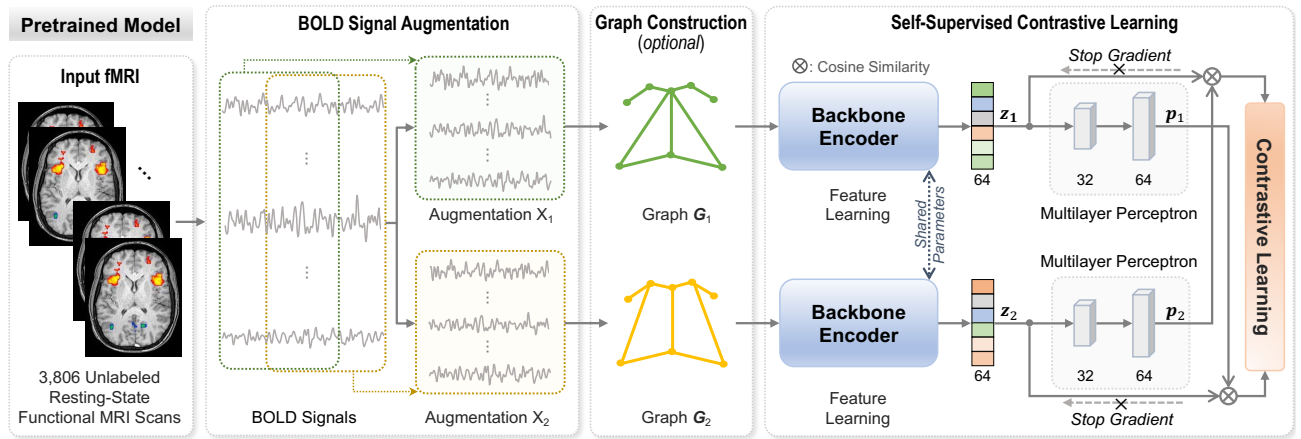 Pretrained Model
Input fMRI
...
3,806 Unlabeled
Resting-State
Functional MRI Scans
BOLD Signal Augmentation
BOLD Signals
Augmentation X1
Augmentation X2
Graph Construction
(optional)
Graph G1
Graph G2
Self-Supervised Contrastive Learning
⊗: Cosine Similarity
Stop Gradient
Backbone
Encoder
Feature
Learning
z1
64
32
64
p1
Multilayer Perceptron
Shared
Parameters
Multilayer Perceptron
Backbone
Encoder
Feature
Learning
z2
64
32
64
p2
Stop Gradient
Contrastive Learning